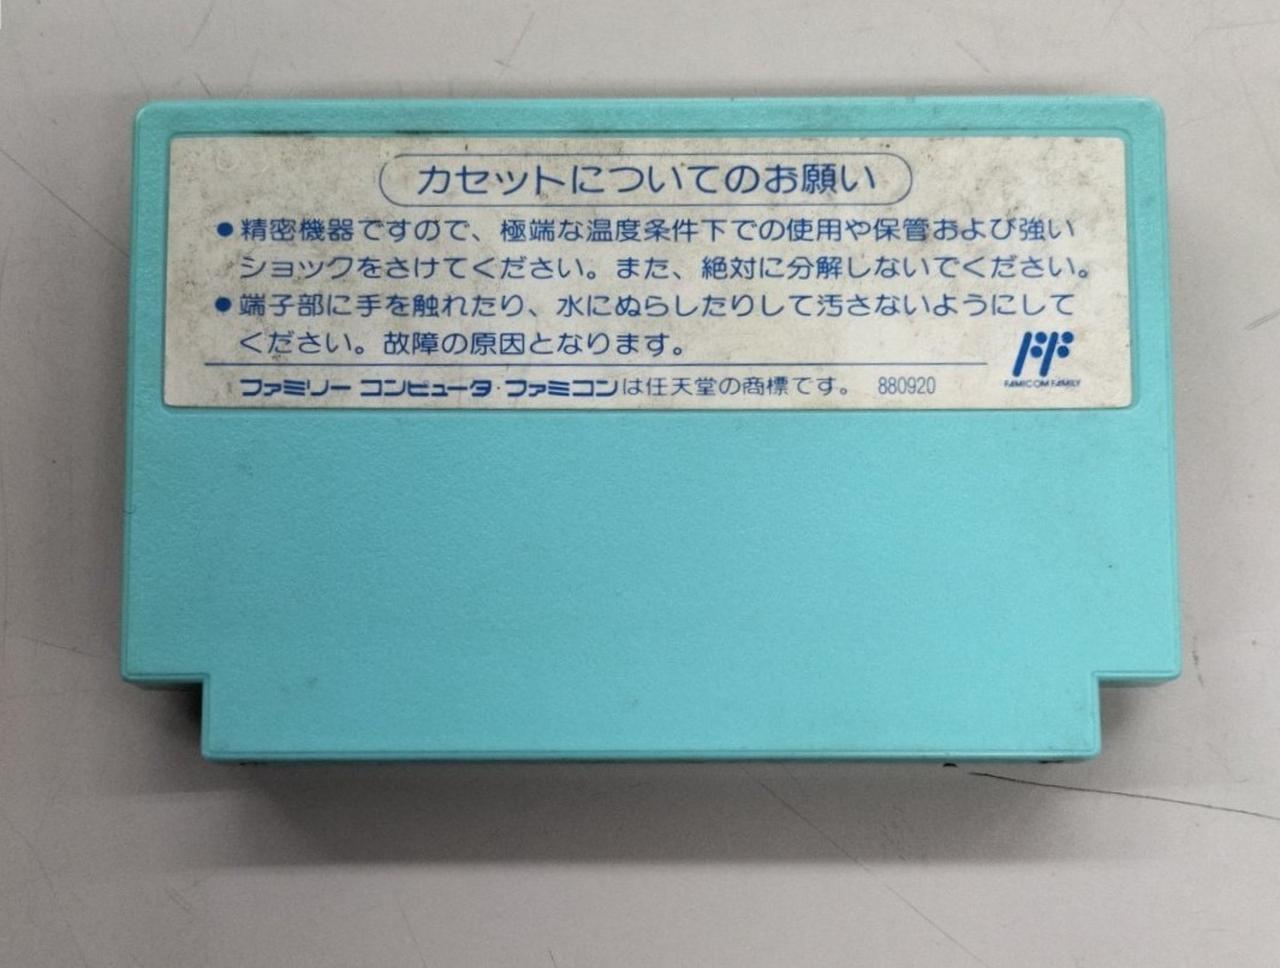 カセットについてのお願い
●精密機器ですので、極端な温度条件下での使用や保管および強い
ショックをさけてください。また、絶対に分解しないでください。
●端子部に手を触れたり、水にぬらしたりして汚さないようにして
ください。故障の原因となります。
ファミリー コンピュータ・ファミコンは任天堂の商標です。 880920
FF
FAMICOM FAMILY